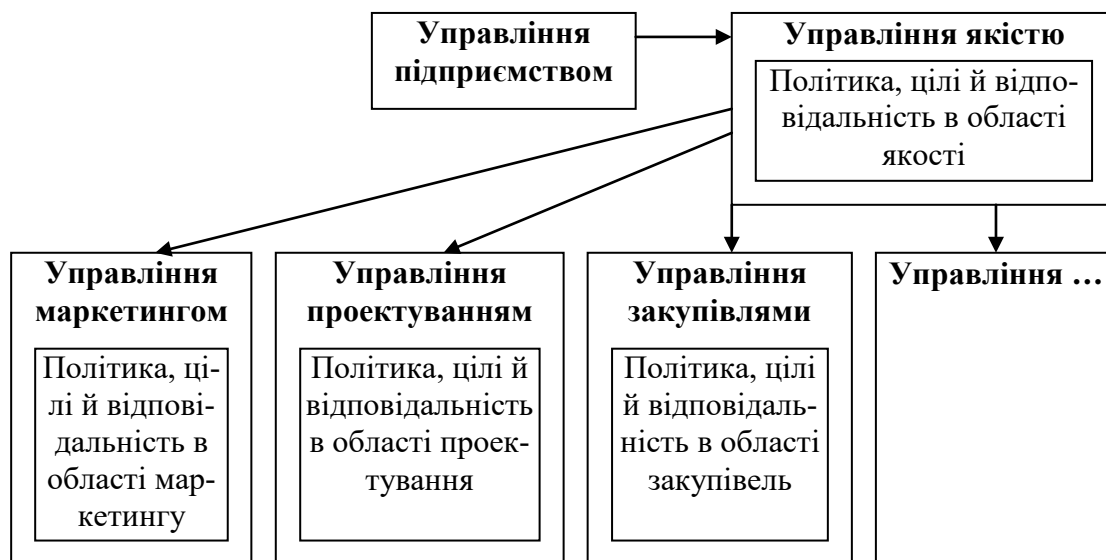 Управління
підприємством
Управління якістю
Політика, цілі й відпо-
відальність в області
якості
Управління
маркетингом
Політика, ці-
лі й відпові-
дальність в
області мар-
кетингу
Управління
проектуванням
Політика, цілі й
відповідальність
в області проек-
тування
Управління
закупівлями
Політика, цілі
й відповідаль-
ність в області
закупівель
Управління …